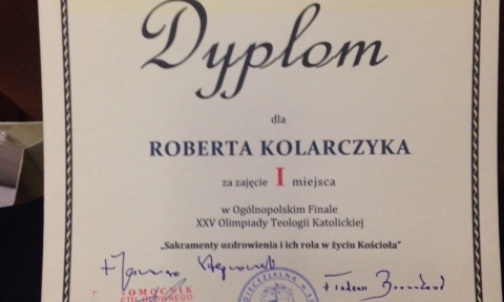 Dyplom
dla
ROBERTA KOLARCZYKA
za zajęcie I miejsca
w Ogólnopolskim Finale
XXV Olimpiady Teologii Katolickiej
„Sakramenty uzdrowienia i ich rola w życiu Kościoła”